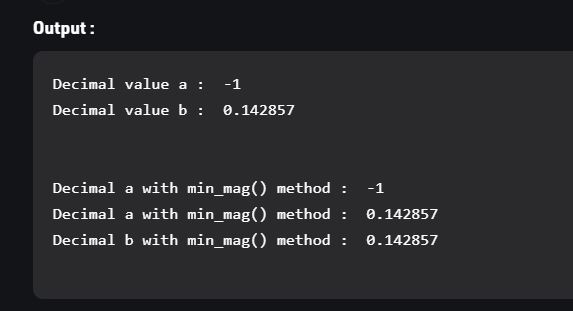 Output :
Decimal value a :  -1
Decimal value b :  0.142857
Decimal a with min_mag() method :  -1
Decimal a with min_mag() method :  0.142857
Decimal b with min_mag() method :  0.142857